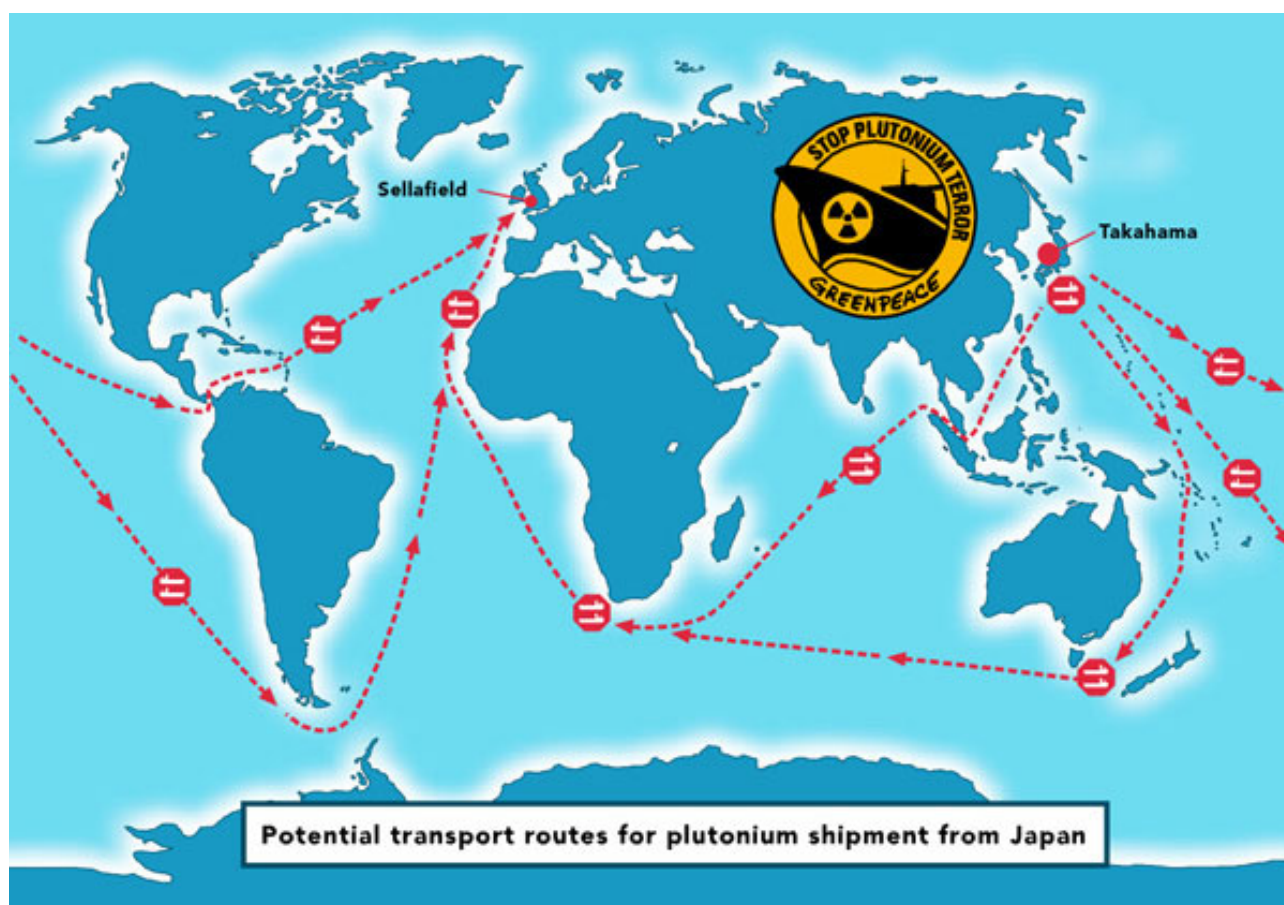 STOP PLUTONIUM TERROR
GREENPEACE
Sellafield
Takahama
Potential transport routes for plutonium shipment from Japan